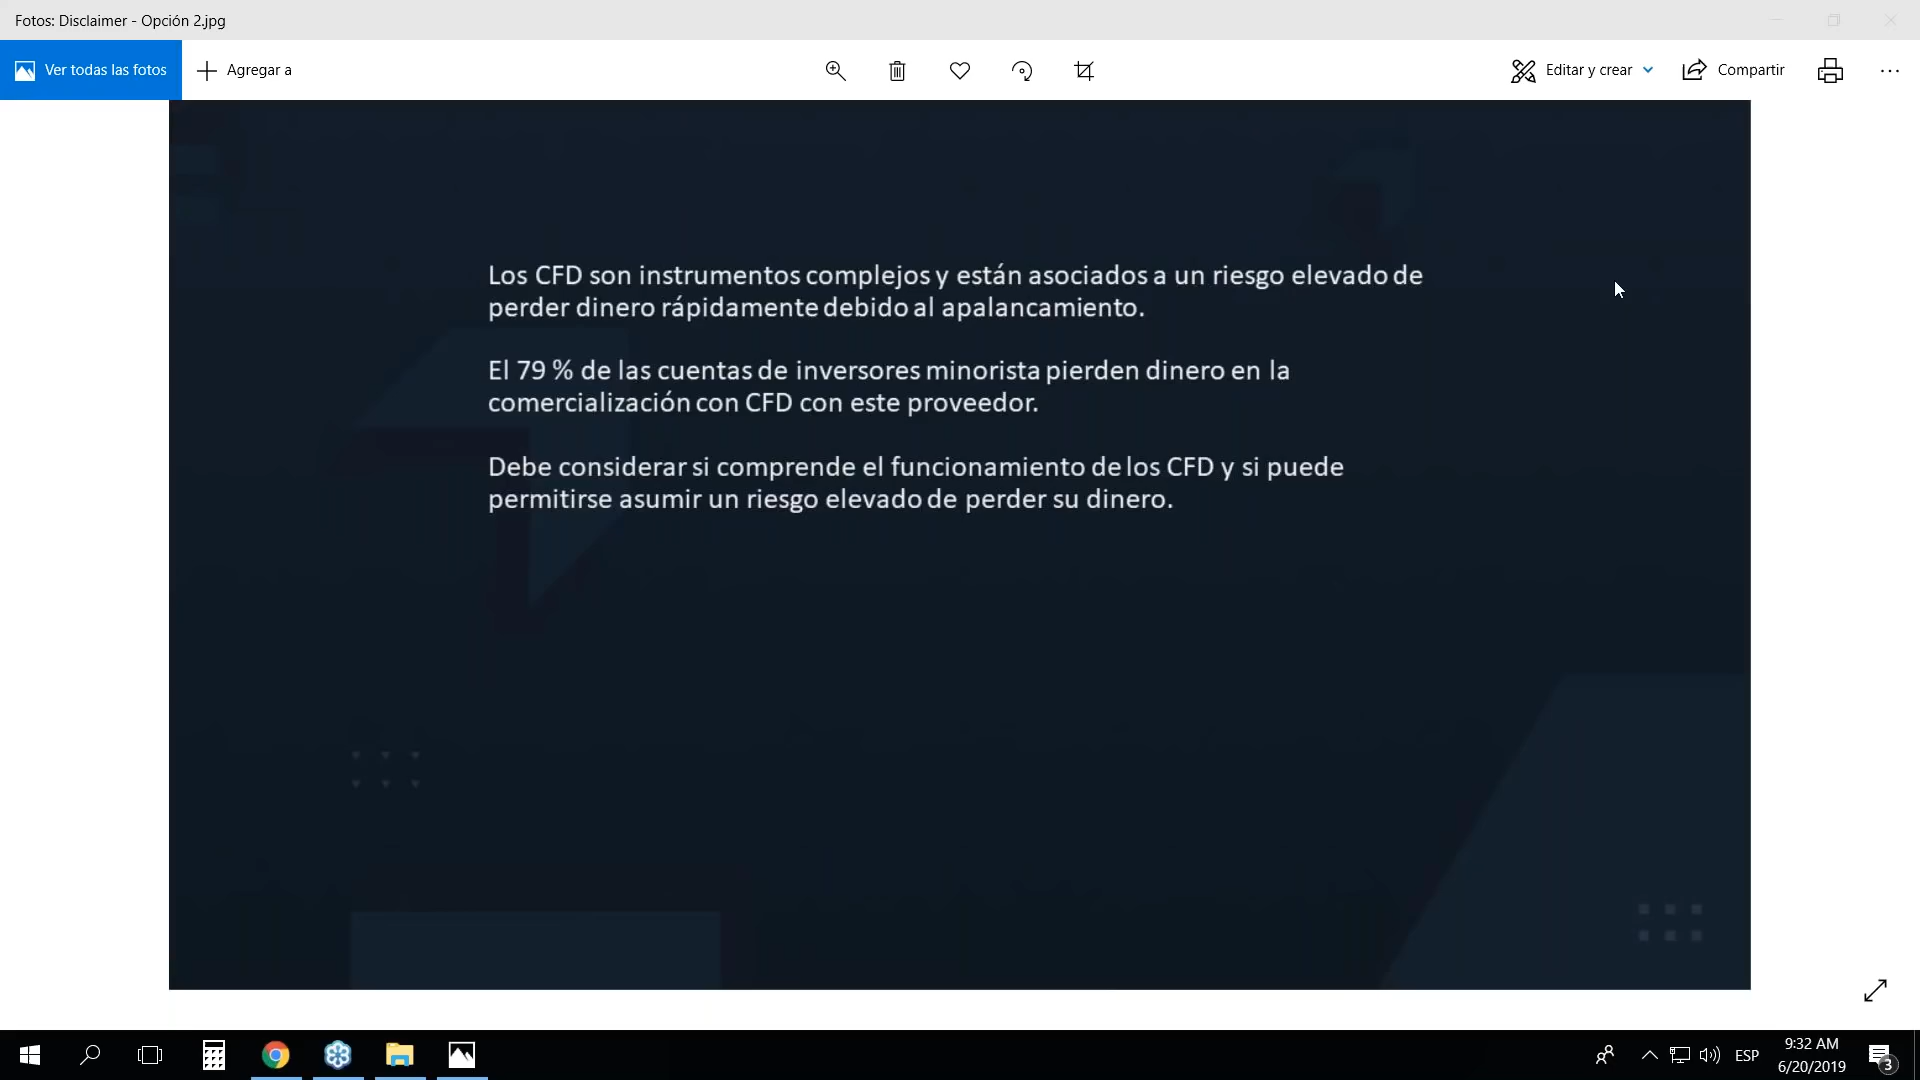 Fotos: Disclaimer - Opción 2.jpg
Ver todas las fotos
Agregar a
Editar y crear
Compartir
Los CFD son instrumentos complejos y están asociados a un riesgo elevado de
perder dinero rápidamente debido al apalancamiento.
El 79 % de las cuentas de inversores minorista pierden dinero en la
comercialización con CFD con este proveedor.
Debe considerar si comprende el funcionamiento de los CFD y si puede
permitirse asumir un riesgo elevado de perder su dinero.
ESP
9:32 AM
6/20/2019
3